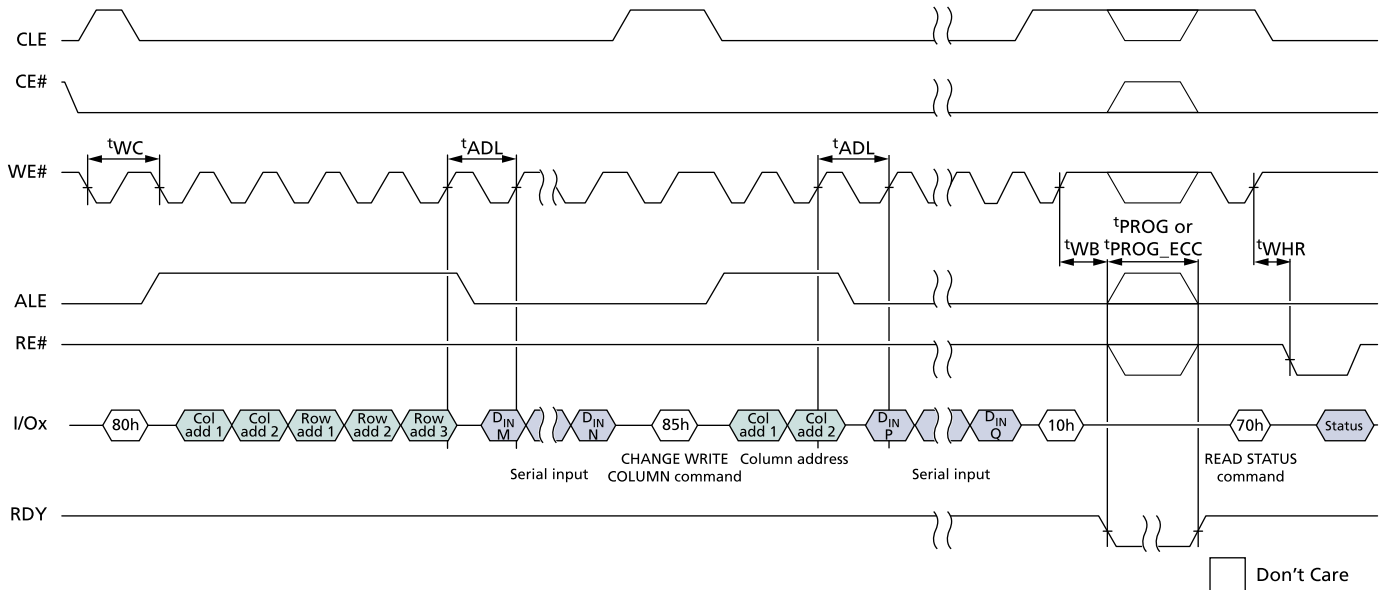 CLE
CE#
tWC
tADL
tADL
WE#
tPROG or
tWB tPROG_ECC
tWHR
ALE
RE#
I/Ox
80h
Col add 1
Col add 2
Row add 1
Row add 2
Row add 3
DIN M
DIN N
85h
Col add 1
Col add 2
DIN P
DIN Q
10h
70h
Status
Serial input
CHANGE WRITE
COLUMN command
Column address
Serial input
READ STATUS
command
RDY
Don't Care